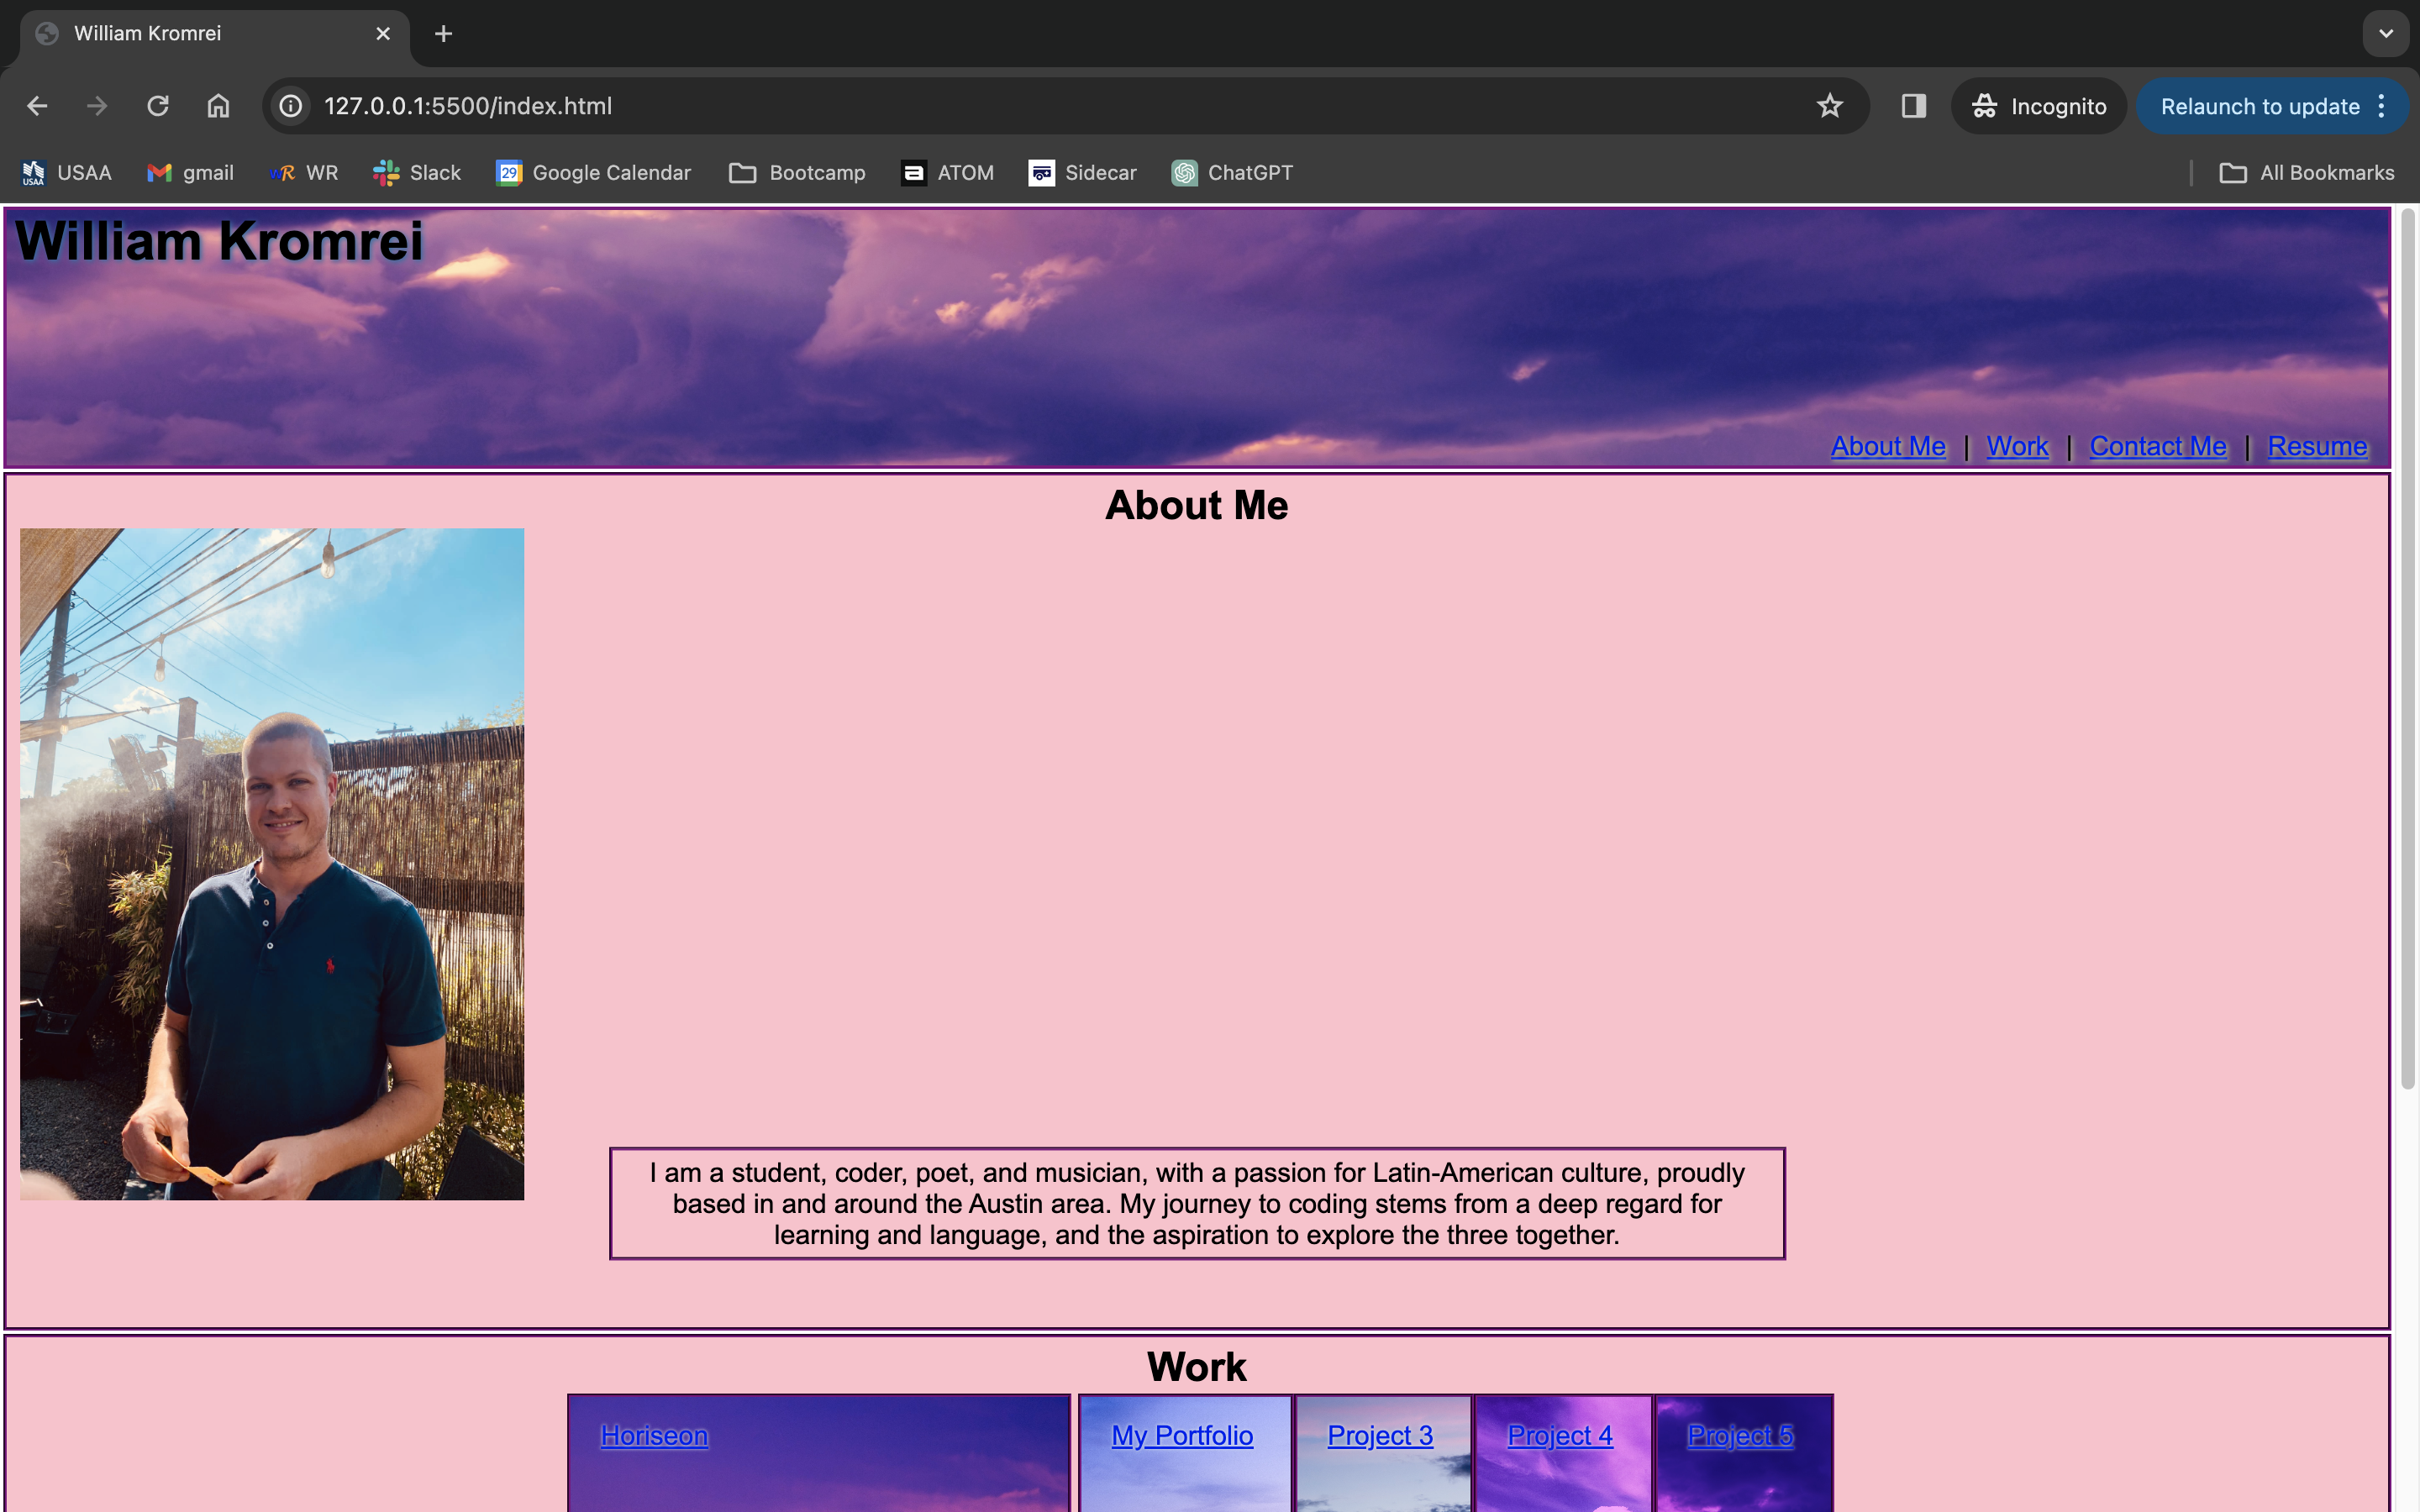 William Kromrei
127.0.0.1:5500/index.html
Incognito
Relaunch to update
USAA
USAA
gmail
WR
WR
Slack
29
Google Calendar
Bootcamp
ATOM
Sidecar
ChatGPT
All Bookmarks
William Kromrei
About Me | Work | Contact Me | Resume
About Me
I am a student, coder, poet, and musician, with a passion for Latin-American culture, proudly
based in and around the Austin area. My journey to coding stems from a deep regard for
learning and language, and the aspiration to explore the three together.
Work
Horiseon
My Portfolio
Project 3
Project 4
Project 5